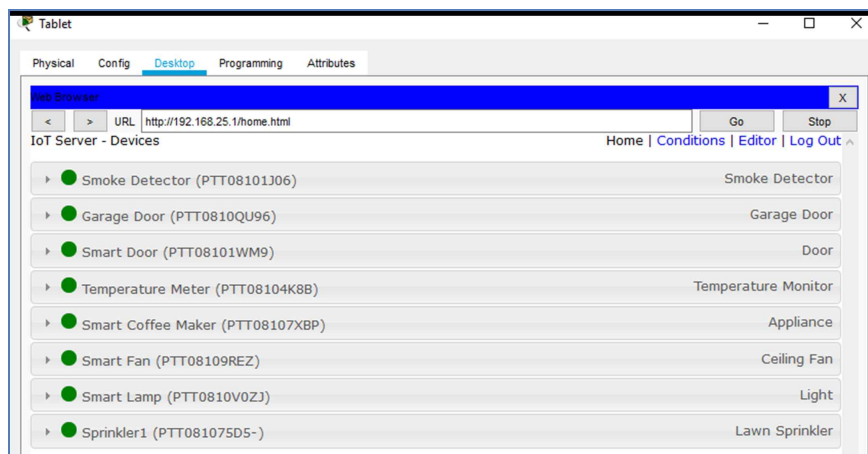 Tablet
Physical Config Desktop Programming Attributes
Web Browser X
< > URL http://192.168.25.1/home.html Go Stop
IoT Server - Devices Home | Conditions | Editor | Log Out
Smoke Detector (PTT08101J06) Smoke Detector
Garage Door (PTT0810QU96) Garage Door
Smart Door (PTT08101WM9) Door
Temperature Meter (PTT08104K8B) Temperature Monitor
Smart Coffee Maker (PTT08107XBP) Appliance
Smart Fan (PTT08109REZ) Ceiling Fan
Smart Lamp (PTT0810V0ZJ) Light
Sprinkler1 (PTT081075D5-) Lawn Sprinkler